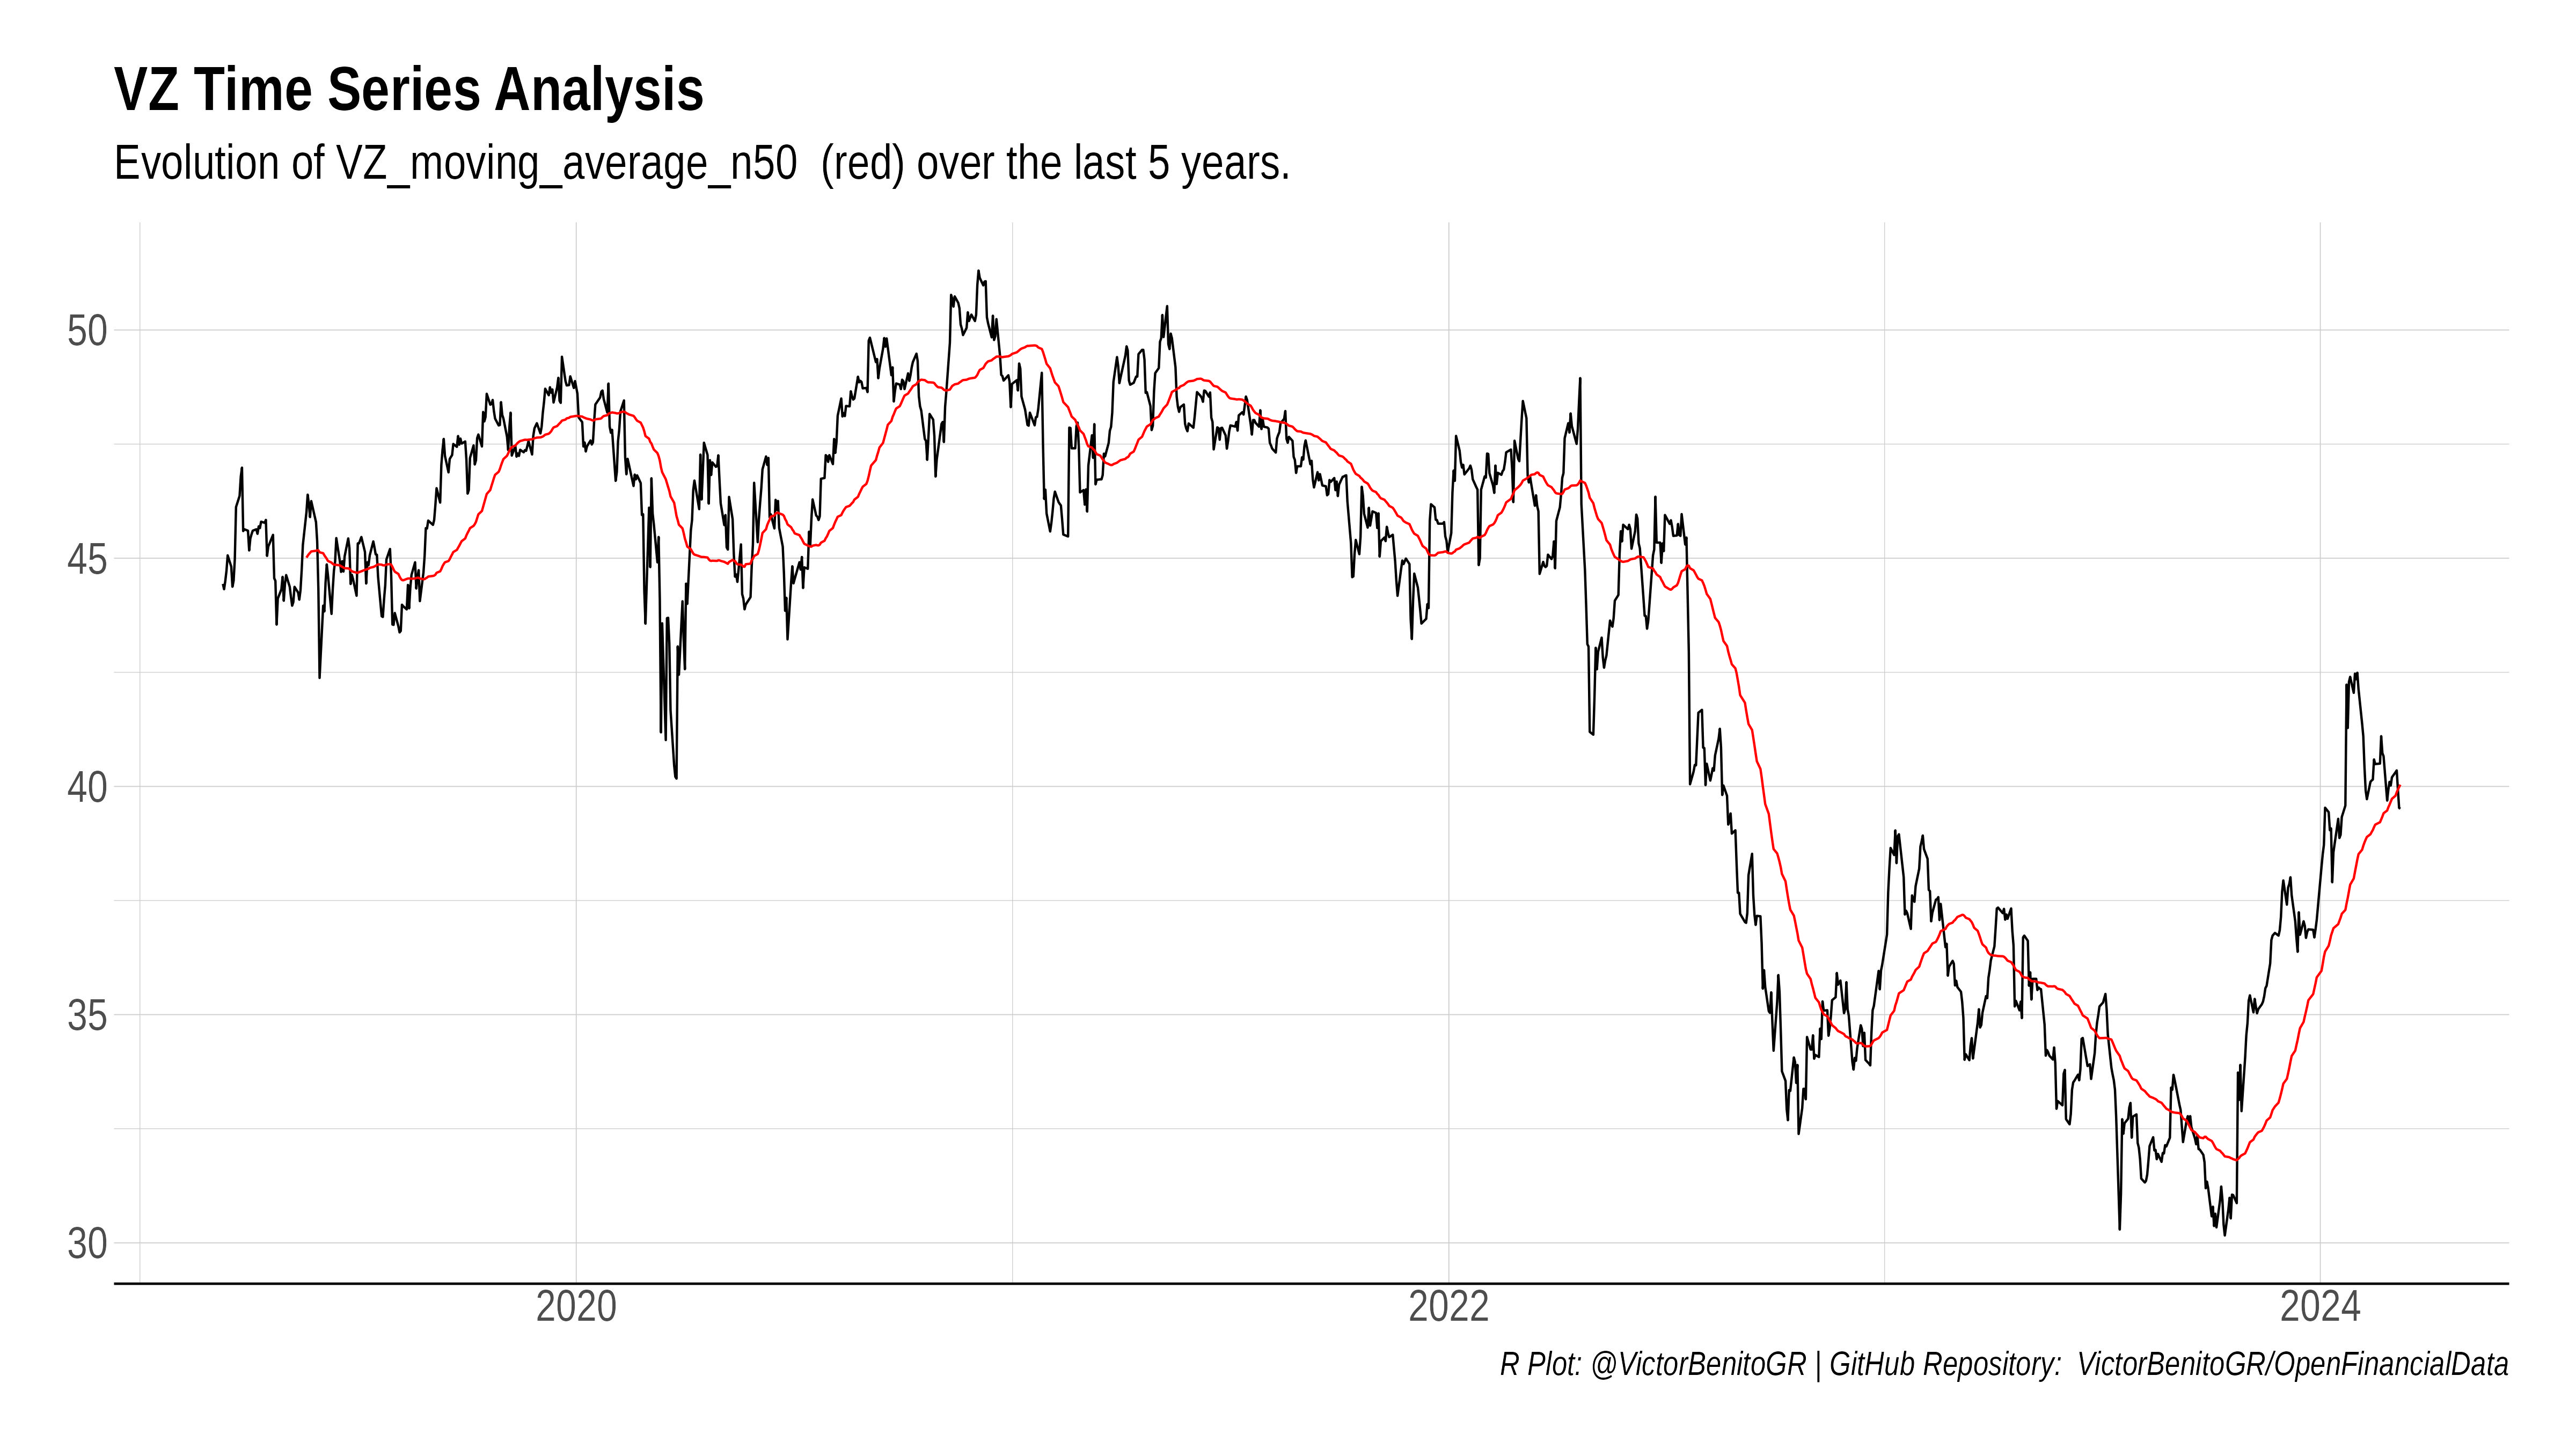 VZ Time Series Analysis
Evolution of VZ_moving_average_n50  (red) over the last 5 years.
50
45
40
35
30
2020
2022
2024
R Plot: @VictorBenitoGR | GitHub Repository:  VictorBenitoGR/OpenFinancialData